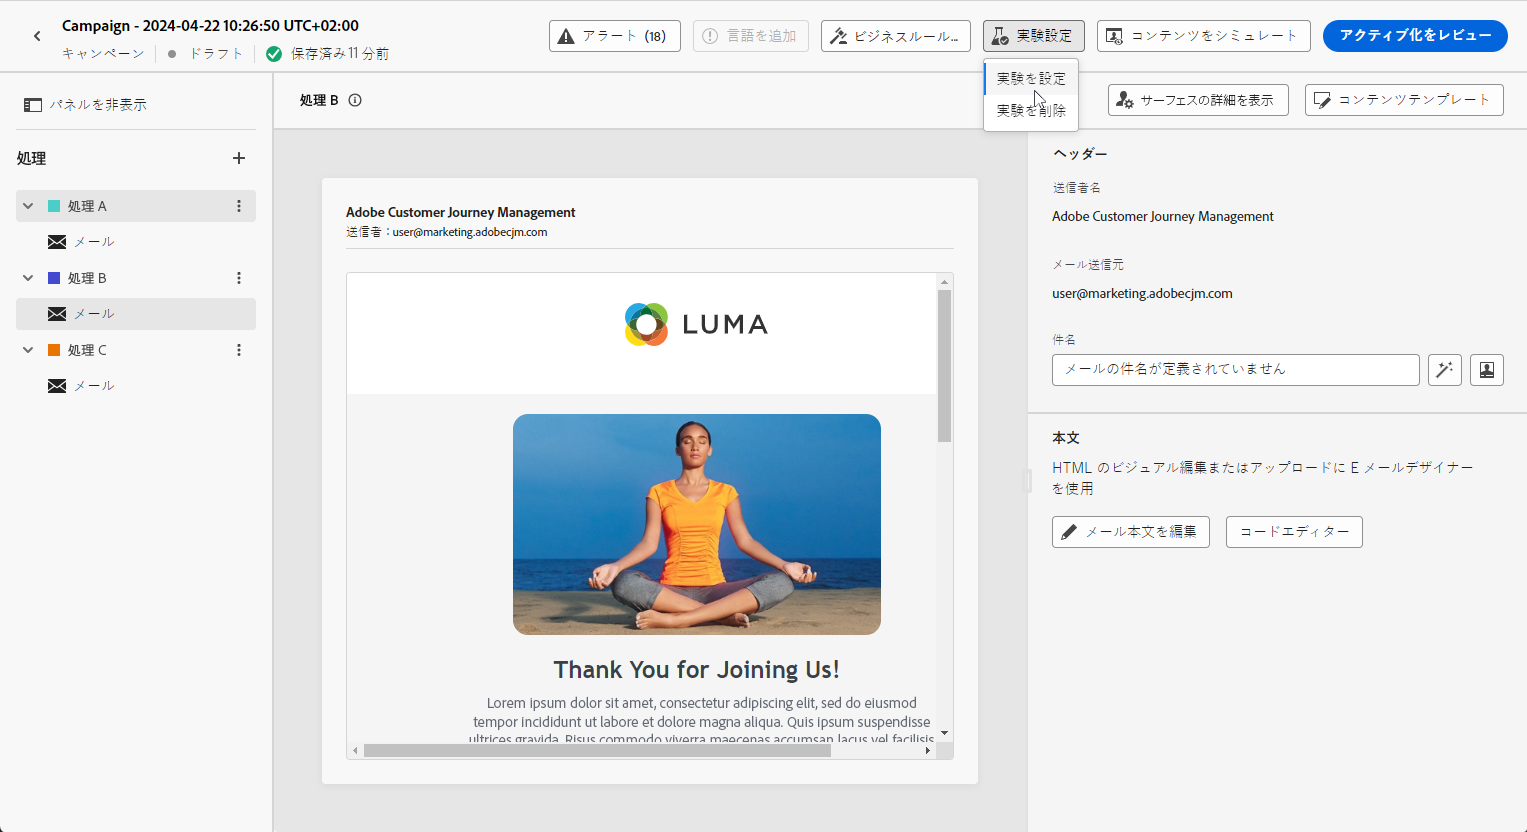 Campaign - 2024-04-22 10:26:50 UTC+02:00
キャンペーン ドラフト 保存済み11 分前
アラート (18)
言語を追加
ビジネスルール...
実験設定
コンテンツをシミュレート
アクティブ化をレビュー
実験を設定
実験を削除
パネルを非表示
処理 B
サーフェスの詳細を表示
コンテンツテンプレート
処理
処理 A
メール
処理 B
メール
処理 C
メール
Adobe Customer Journey Management
送信者：user@marketing.adobecjm.com
LUMA
Thank You for Joining Us!
Lorem ipsum dolor sit amet, consectetur adipiscing elit, sed do eiusmod
tempor incididunt ut labore et dolore magna aliqua. Quis ipsum suspendisse
ultrices gravida. Risus commodo viverra maecenas accumsan lacus vel facilisis
ヘッダー
送信者名
Adobe Customer Journey Management
メール送信元
user@marketing.adobecjm.com
件名
メールの件名が定義されていません
本文
HTML のビジュアル編集またはアップロードに E メールデザイナー
を使用
メール本文を編集
コードエディター